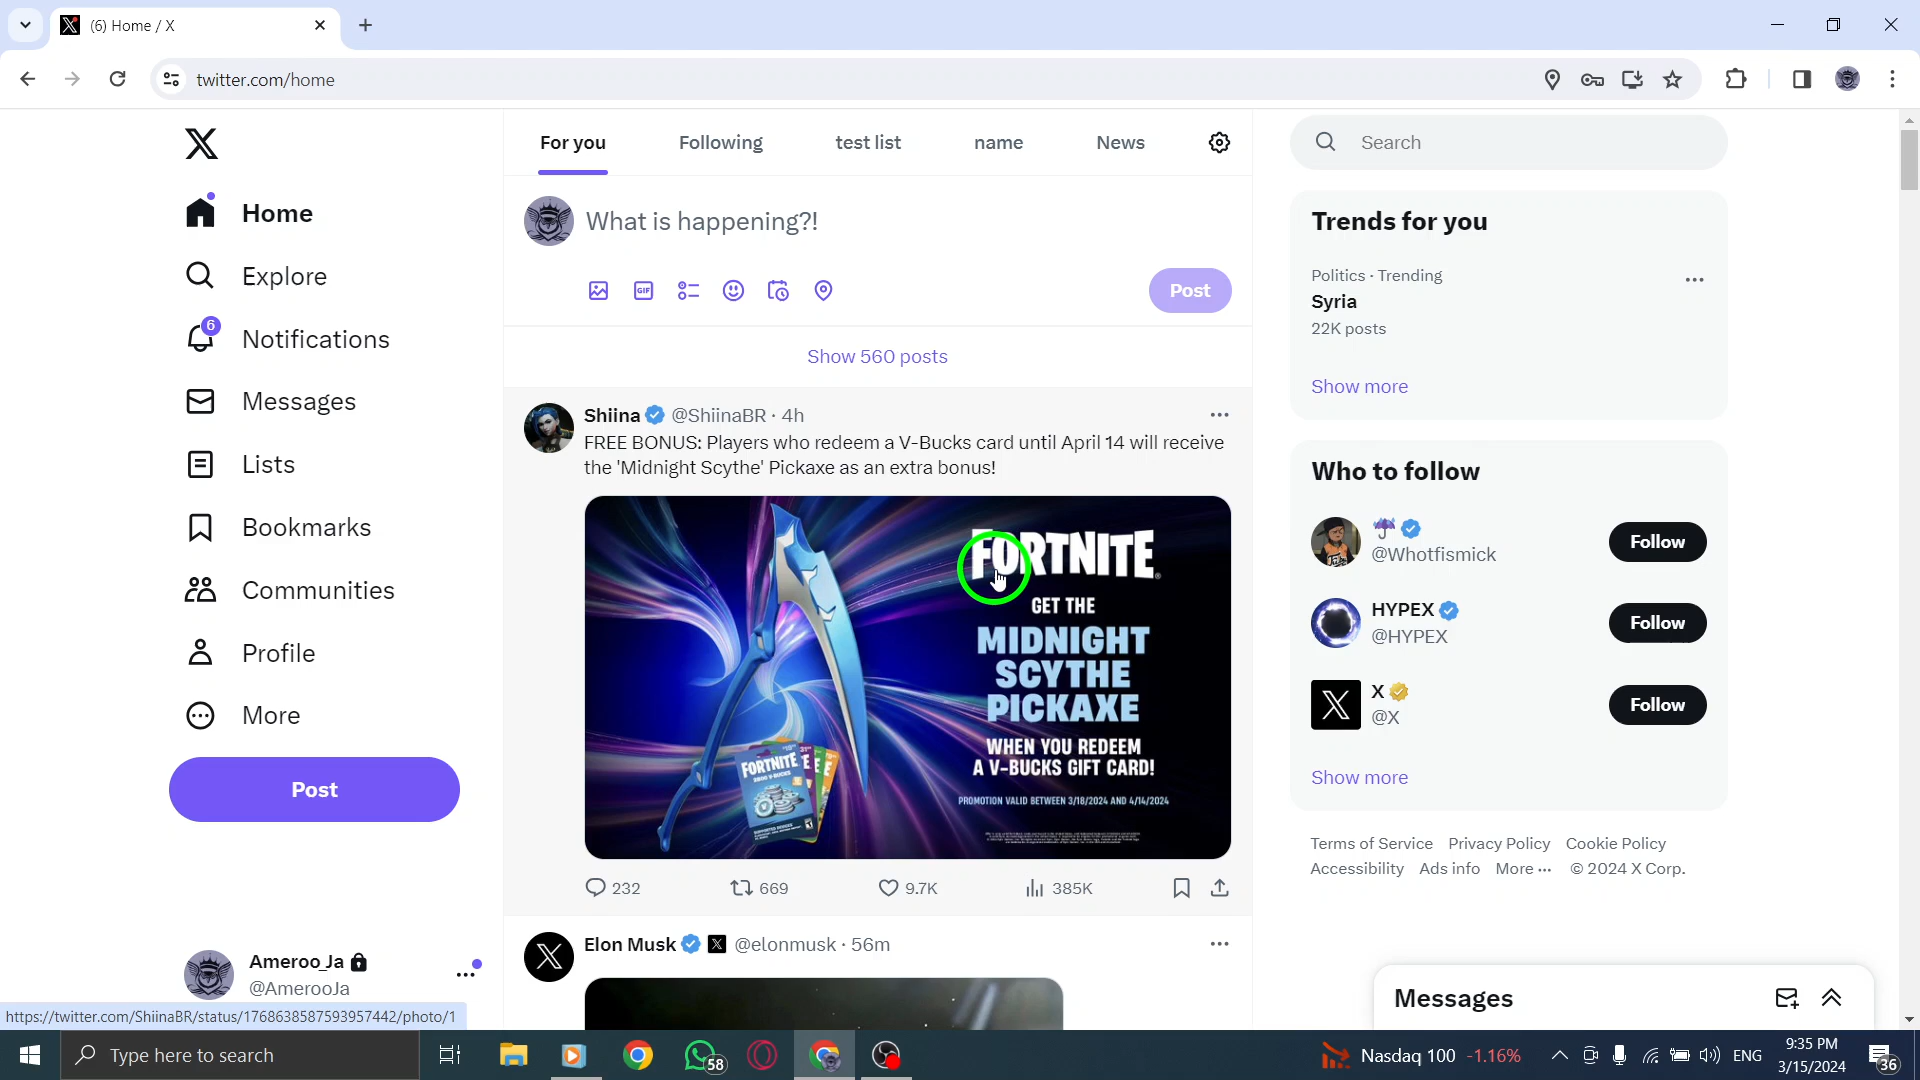 (6) Home / X
twitter.com/home
Home
Explore
6
Notifications
Messages
Lists
Bookmarks
Communities
Profile
More
Post
Ameroo_Ja
@AmerooJa
https://twitter.com/ShiinaBR/status/1768638587593957442/photo/1
For you
Following
test list
name
News
What is happening?!
GIF
Post
Show 560 posts
Shiina @ShiinaBR · 4h
FREE BONUS: Players who redeem a V-Bucks card until April 14 will receive
the 'Midnight Scythe' Pickaxe as an extra bonus!
FORTNITE
GET THE
MIDNIGHT
SCYTHE
PICKAXE
WHEN YOU REDEEM
A V-BUCKS GIFT CARD!
PROMOTION VALID BETWEEN 3/18/2024 AND 4/14/2024
FORTNITE
232
669
9.7K
385K
Elon Musk @elonmusk · 56m
Search
Trends for you
Politics · Trending
Syria
22K posts
Show more
Who to follow
@Whotfismick
Follow
HYPEX
@HYPEX
Follow
X
@X
Follow
Show more
Terms of Service Privacy Policy Cookie Policy
Accessibility Ads info More ··· © 2024 X Corp.
Messages
Type here to search
58
Nasdaq 100 -1.16%
ENG
9:35 PM
3/15/2024
36